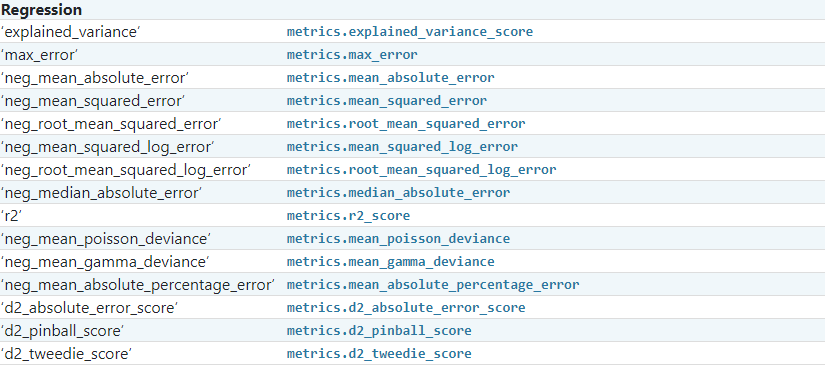 Regression
‘explained_variance’ metrics.explained_variance_score
‘max_error’ metrics.max_error
‘neg_mean_absolute_error’ metrics.mean_absolute_error
‘neg_mean_squared_error’ metrics.mean_squared_error
‘neg_root_mean_squared_error’ metrics.root_mean_squared_error
‘neg_mean_squared_log_error’ metrics.mean_squared_log_error
‘neg_root_mean_squared_log_error’ metrics.root_mean_squared_log_error
‘neg_median_absolute_error’ metrics.median_absolute_error
‘r2’ metrics.r2_score
‘neg_mean_poisson_deviance’ metrics.mean_poisson_deviance
‘neg_mean_gamma_deviance’ metrics.mean_gamma_deviance
‘neg_mean_absolute_percentage_error’ metrics.mean_absolute_percentage_error
‘d2_absolute_error_score’ metrics.d2_absolute_error_score
‘d2_pinball_score’ metrics.d2_pinball_score
‘d2_tweedie_score’ metrics.d2_tweedie_score